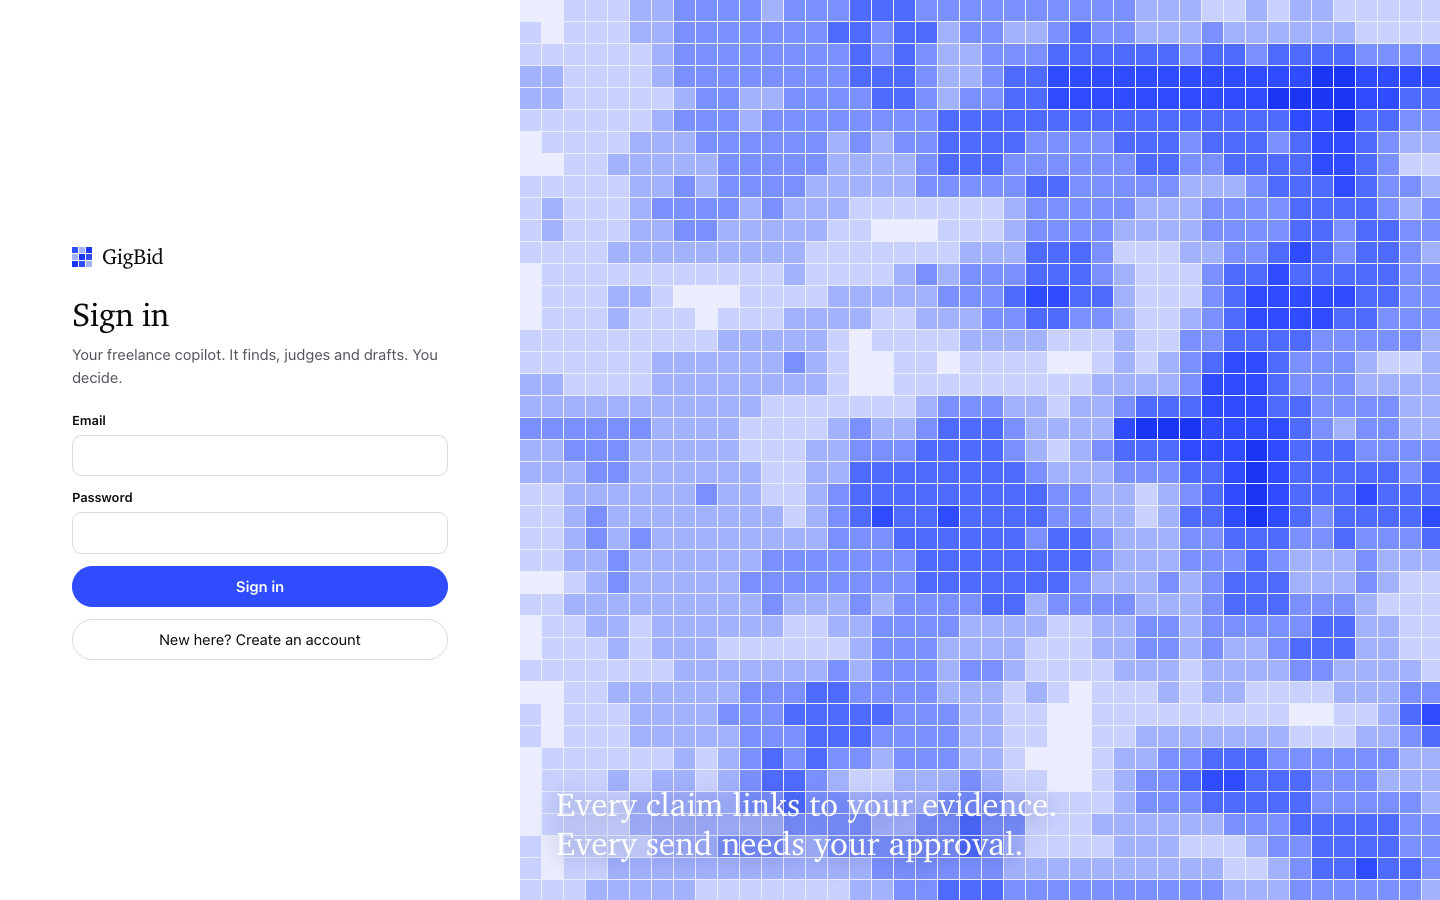 GigBid
Sign in
Your freelance copilot. It finds, judges and drafts. You
decide.
Email
Password
Sign in
New here? Create an account
Every claim links to your evidence.
Every send needs your approval.